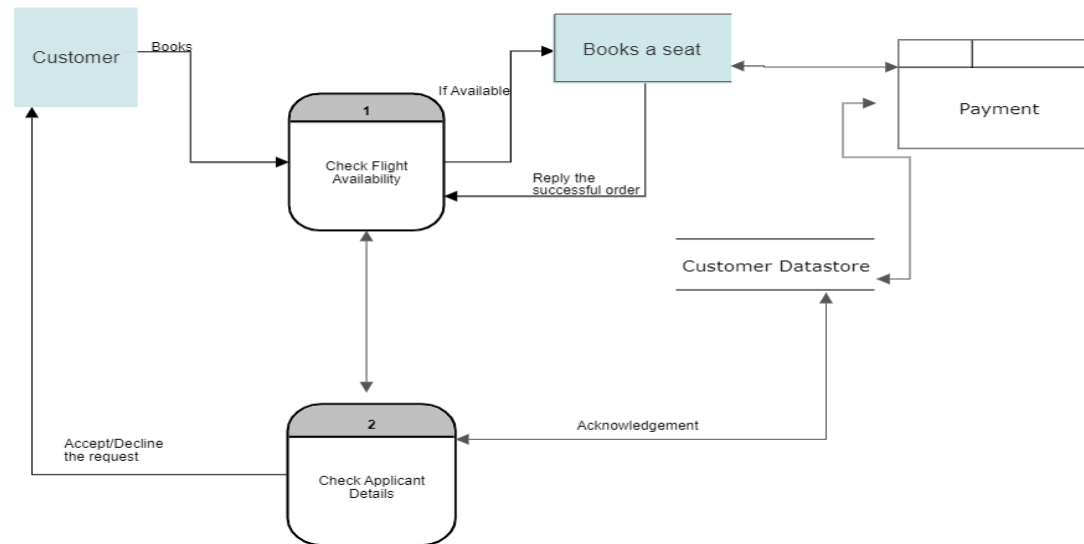 Customer
Books
Books a seat
If Available
1
Check Flight
Availability
Payment
Reply the
successful order
Customer Datastore
2
Check Applicant
Details
Acknowledgement
Accept/Decline
the request